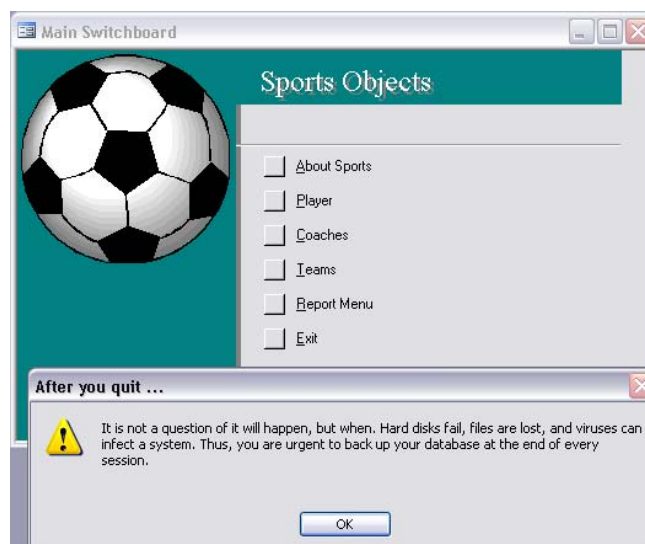 Main Switchboard
Sports Objects
About Sports
Player
Coaches
Teams
Report Menu
Exit
After you quit ...
It is not a question of it will happen, but when. Hard disks fail, files are lost, and viruses can
infect a system. Thus, you are urgent to back up your database at the end of every
session.
OK